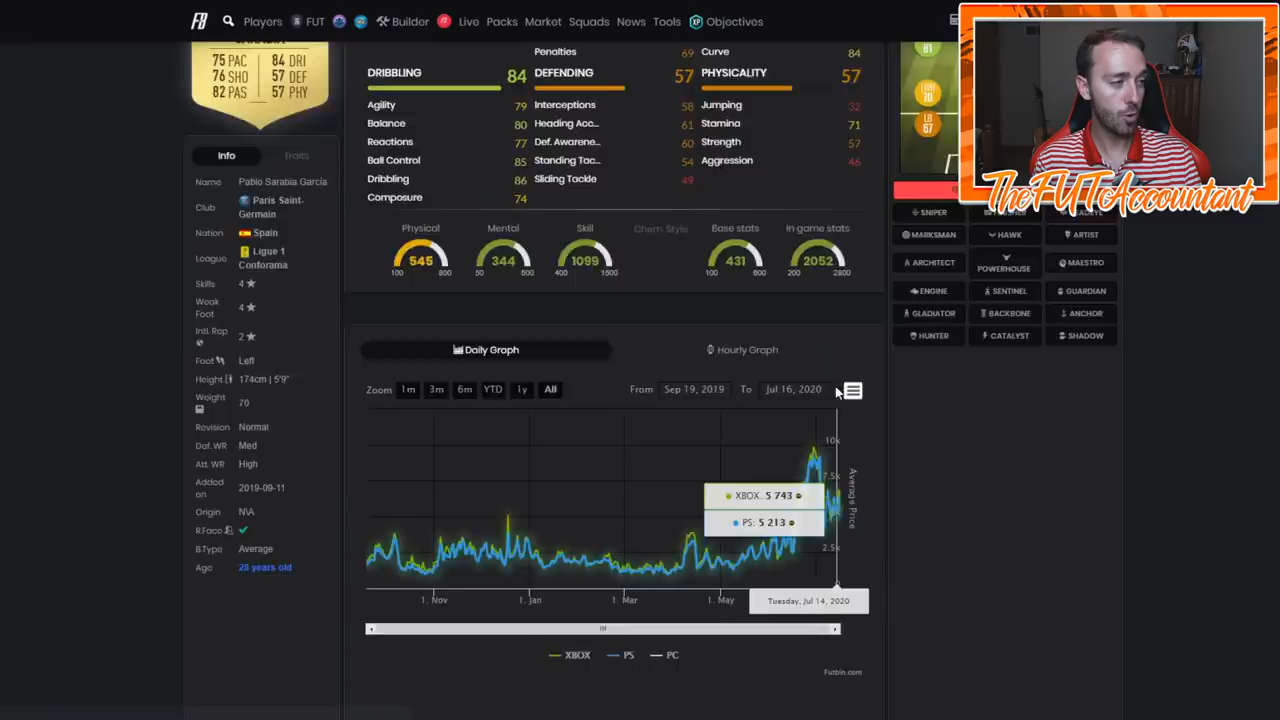 FB Players FUT Builder Live Packs Market Squads News Tools XP Objectives
75 PAC 84 DRI
76 SHO 57 DEF
82 PAS 57 PHY
Info Traits
Name Pablo Sarabia García
Club Paris Saint-
Germain
Nation Spain
League Ligue 1
Conforama
Skills 4★
Weak
Foot 4★
Intl. Rep 2★
Foot Left
Height 174cm | 5'9"
Weight 70
Revision Normal
Def. WR Med
Att. WR High
Added
on 2019-09-11
Origin N\A
R.Face
B.Type Average
Age 28 years old
Penalties 69 Curve 84
DRIBBLING 84 DEFENDING 57 PHYSICALITY 57
Agility 79 Interceptions 58 Jumping 32
Balance 80 Heading Acc... 61 Stamina 71
Reactions 77 Def. Awarene... 60 Strength 57
Ball Control 85 Standing Tac... 54 Aggression 46
Dribbling 86 Sliding Tackle 49
Composure 74
Physical Mental Skill Chem Style Base stats In game stats
545 344 1099 431 2052
100 800 50 500 400 1500 100 600 200 2800
Daily Graph Hourly Graph
Zoom 1m 3m 6m YTD 1y All From Sep 19, 2019 To Jul 16, 2020
10k
7.5k
2.5k
0
Average Price
XBOX: 5 743
PS: 5 213
1. Nov 1. Jan 1. Mar 1. May
Tuesday, Jul 14, 2020
XBOX PS PC
Futbin.com
81
70
LB
67
TheFUTAccountant
SNIPER DEADEYE
MARKSMAN HAWK ARTIST
ARCHITECT POWERHOUSE MAESTRO
ENGINE SENTINEL GUARDIAN
GLADIATOR BACKBONE ANCHOR
HUNTER CATALYST SHADOW